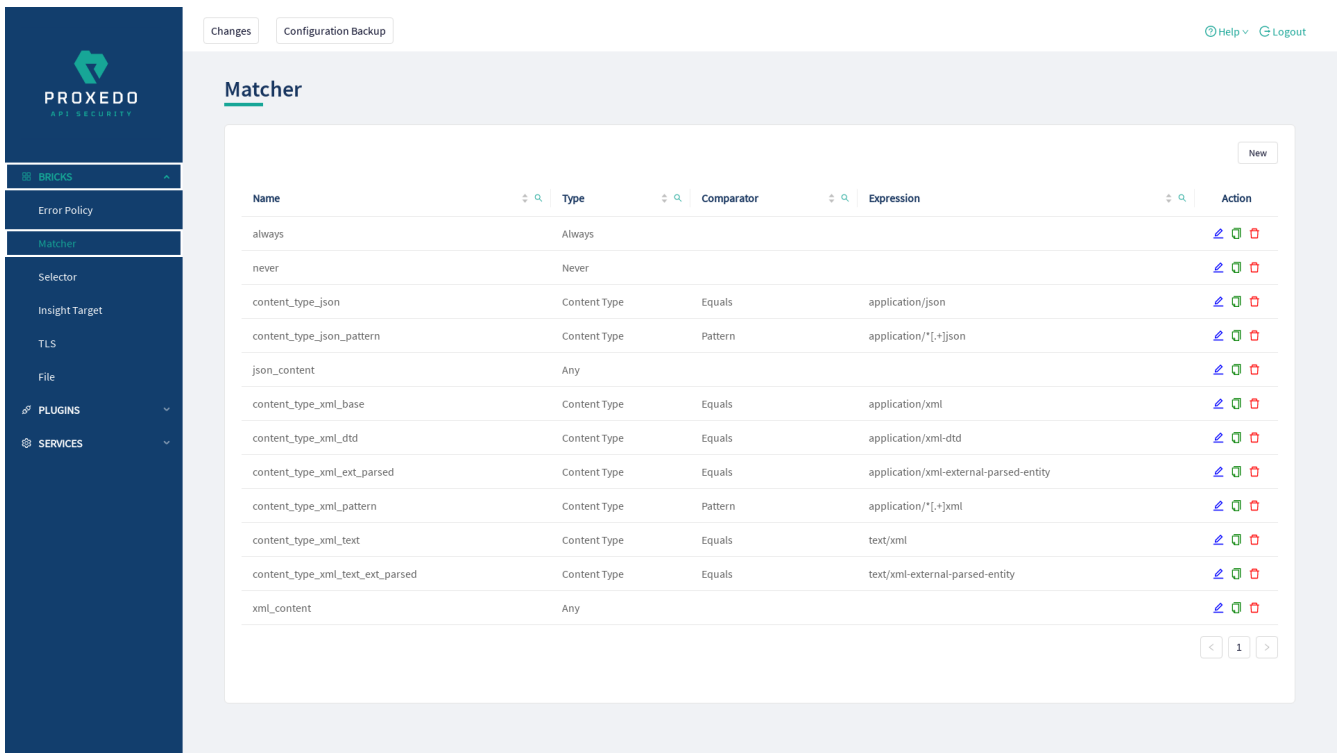 Changes Configuration Backup Help Logout
PROXEDO
API SECURITY
Matcher
New
BRICKS
Error Policy
Matcher
Selector
Insight Target
TLS
File
PLUGINS
SERVICES
Name Type Comparator Expression Action
always Always
never Never
content_type_json Content Type Equals application/json
content_type_json_pattern Content Type Pattern application/*[.+]json
json_content Any
content_type_xml_base Content Type Equals application/xml
content_type_xml_dtd Content Type Equals application/xml-dtd
content_type_xml_ext_parsed Content Type Equals application/xml-external-parsed-entity
content_type_xml_pattern Content Type Pattern application/*[.+]xml
content_type_xml_text Content Type Equals text/xml
content_type_xml_text_ext_parsed Content Type Equals text/xml-external-parsed-entity
xml_content Any
< 1 >